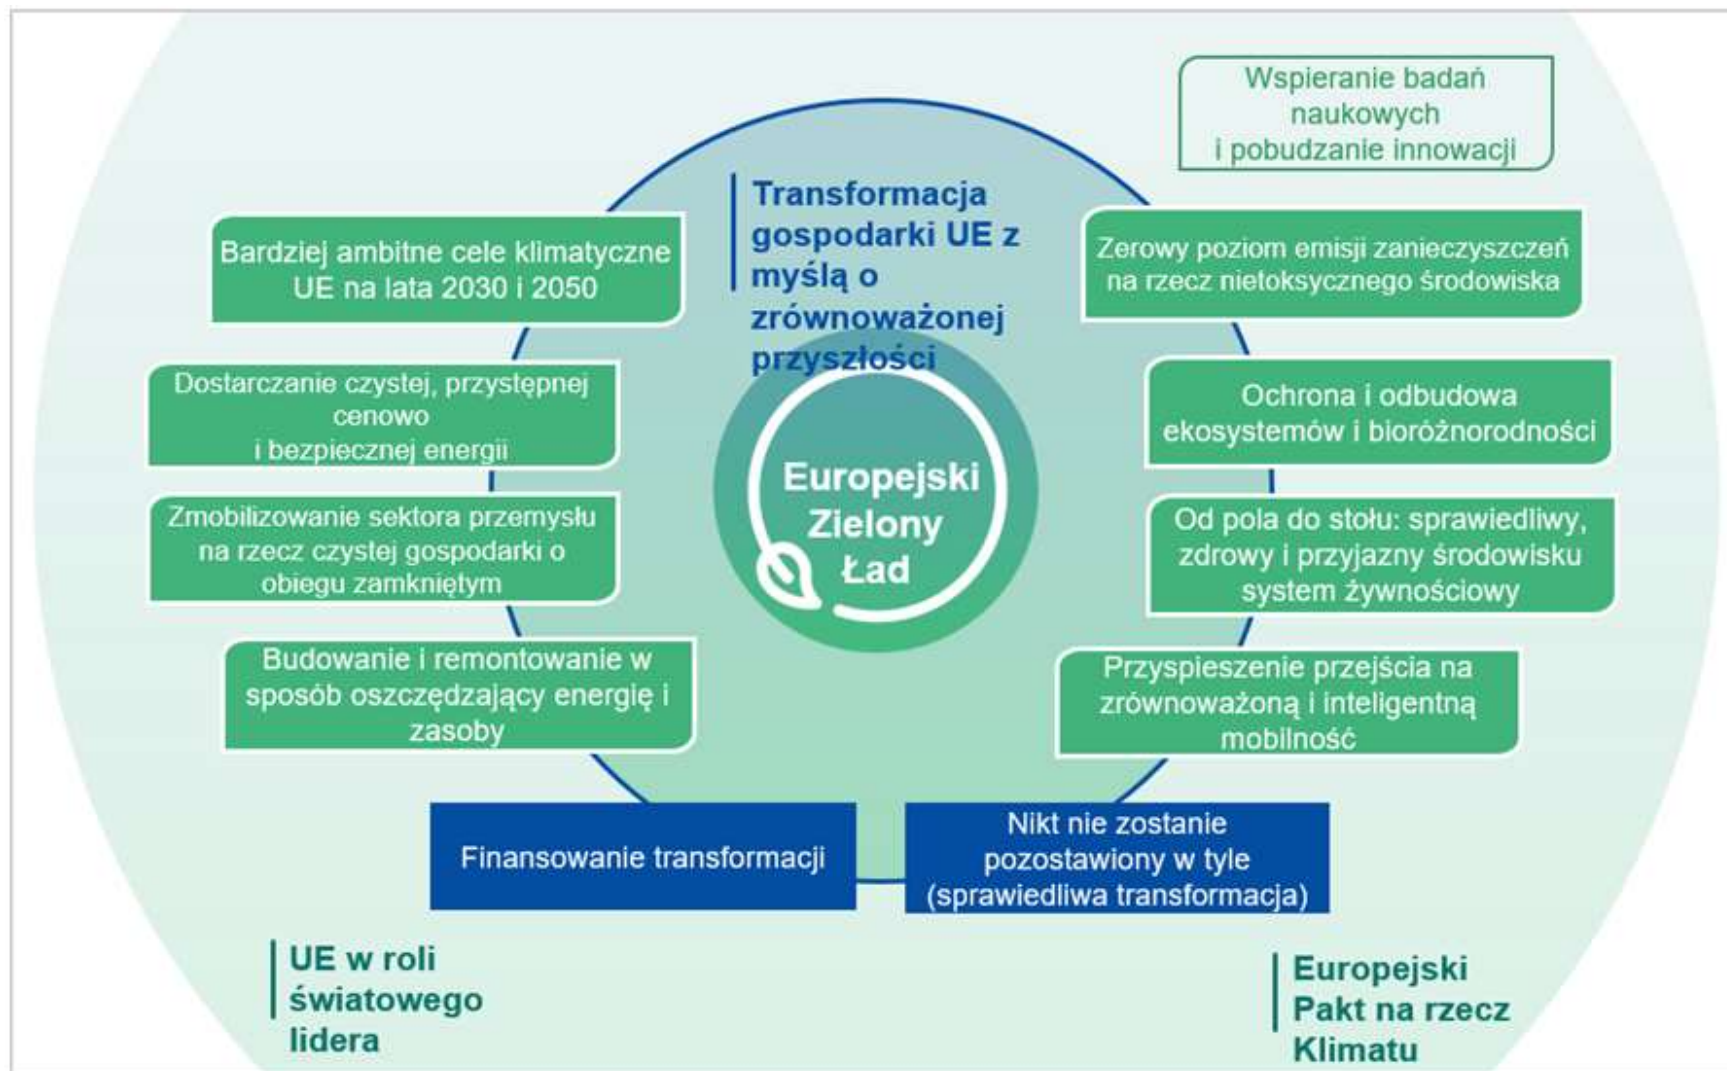 Wspieranie badań
naukowych
i pobudzanie innowacji
Transformacja
gospodarki UE z
myślą o
zrównoważonej
przyszłości
Bardziej ambitne cele klimatyczne
UE na lata 2030 i 2050
Zerowy poziom emisji zanieczyszczeń
na rzecz nietoksycznego środowiska
Dostarczanie czystej, przystępnej
cenowo
i bezpiecznej energii
Ochrona i odbudowa
ekosystemów i bioróżnorodności
Europejski
Zielony
Ład
Zmobilizowanie sektora przemysłu
na rzecz czystej gospodarki o
obiegu zamkniętym
Od pola do stołu: sprawiedliwy,
zdrowy i przyjazny środowisku
system żywnościowy
Budowanie i remontowanie w
sposób oszczędzający energię i
zasoby
Przyspieszenie przejścia na
zrównoważoną i inteligentną
mobilność
Finansowanie transformacji
Nikt nie zostanie
pozostawiony w tyle
(sprawiedliwa transformacja)
UE w roli
światowego
lidera
Europejski
Pakt na rzecz
Klimatu